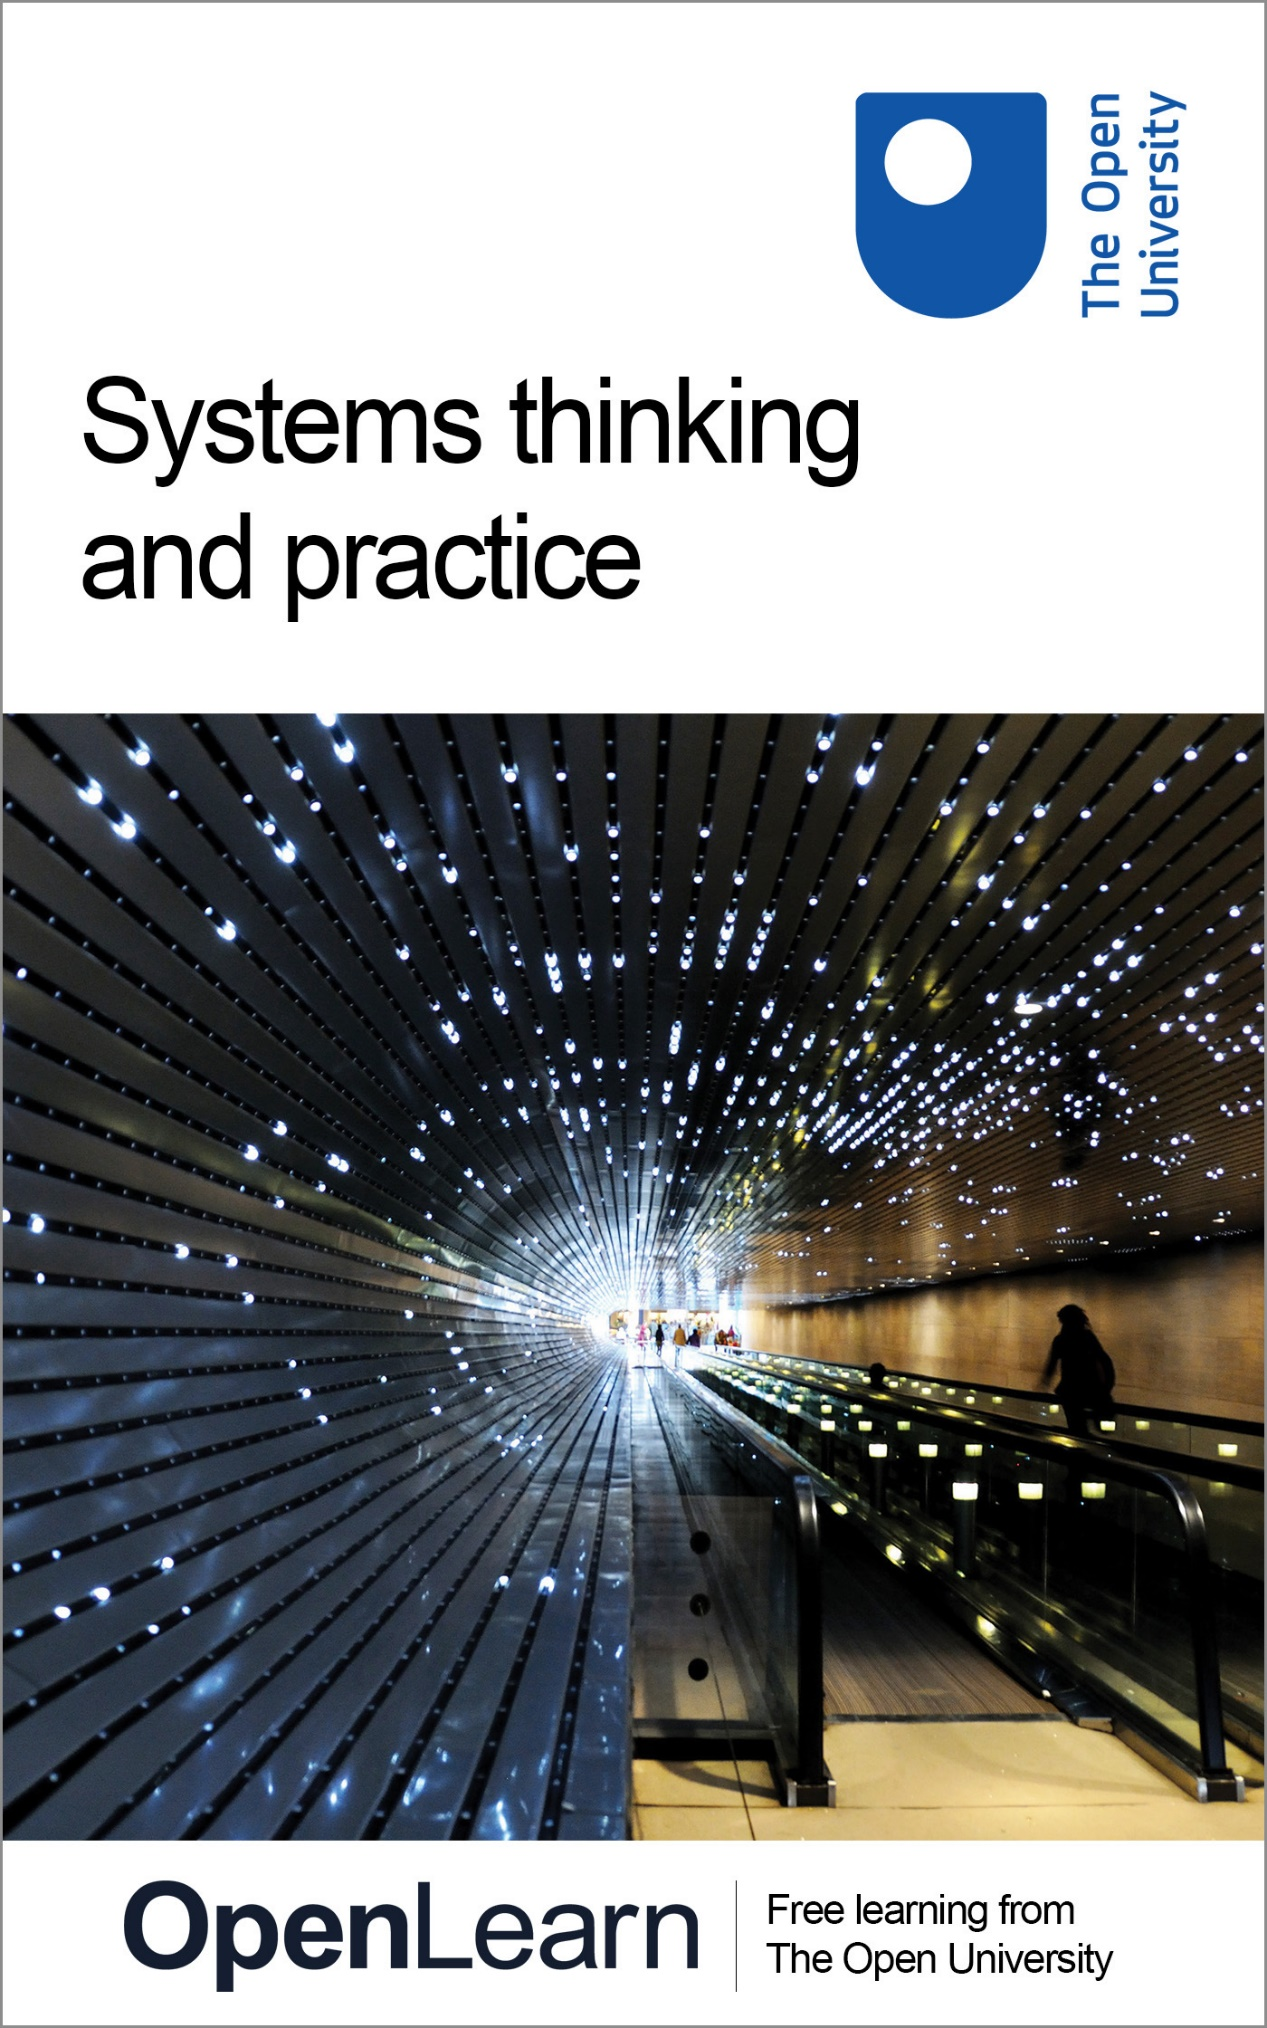 The Open
University
Systems thinking
and practice
OpenLearn
Free learning from
The Open University